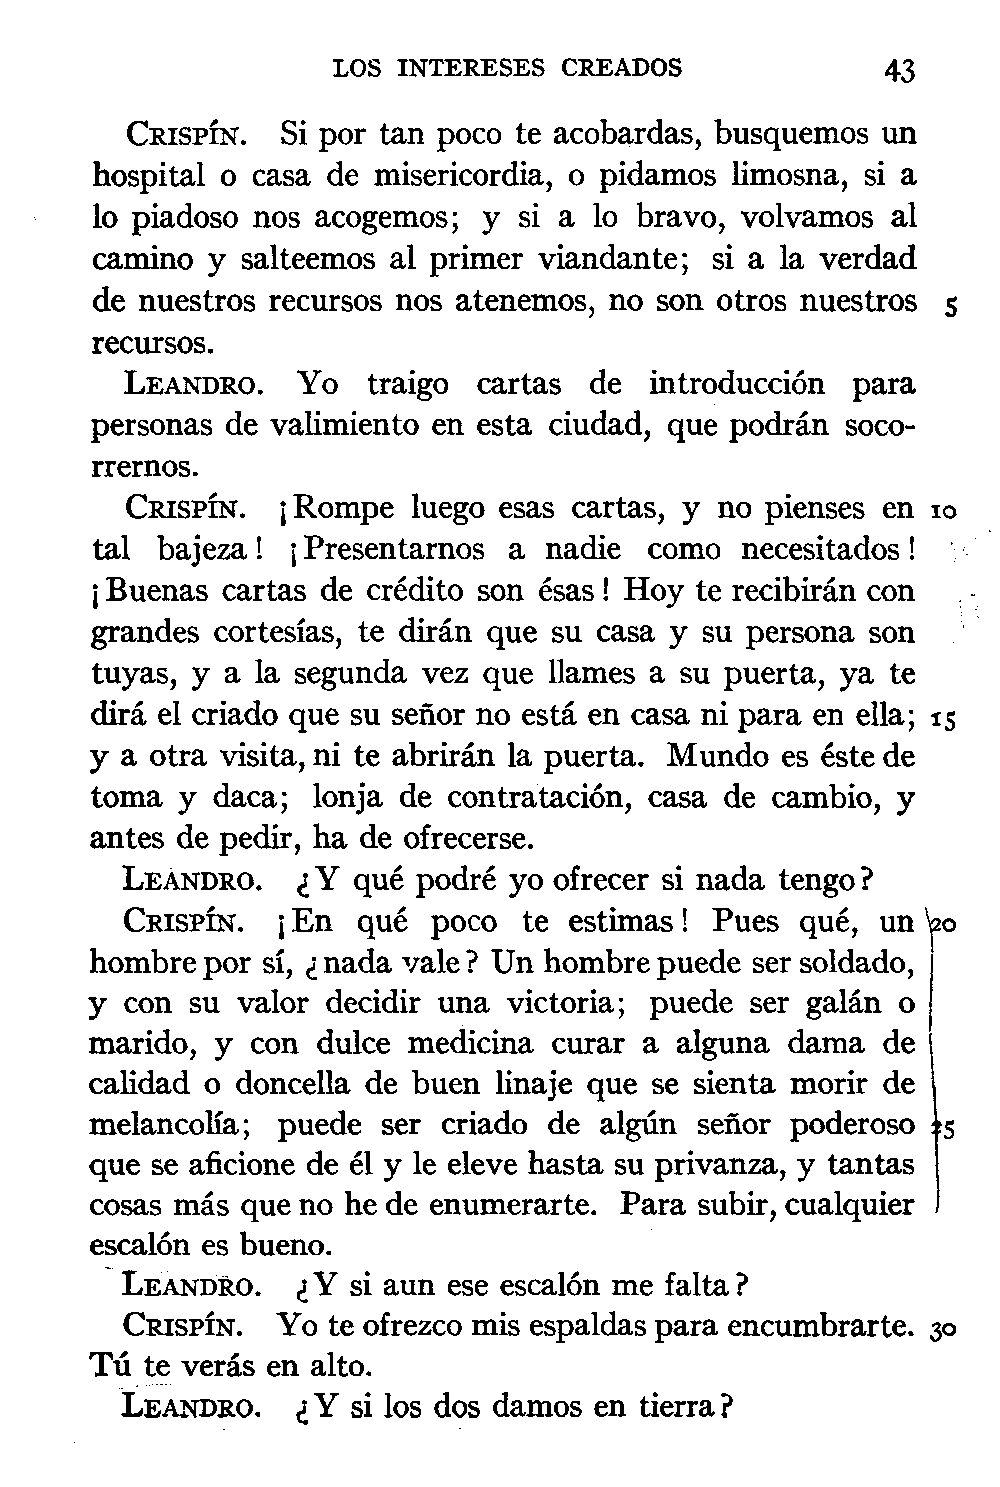 LOS INTERESES CREADOS 43
CRISPÍN. Si por tan poco te acobardas, busquemos un
hospital o casa de misericordia, o pidamos limosna, si a
lo piadoso nos acogemos; y si a lo bravo, volvamos al
camino y salteemos al primer viandante; si a la verdad
de nuestros recursos nos atenemos, no son otros nuestros 5
recursos.
LEANDRO. Yo traigo cartas de introducción para
personas de valimiento en esta ciudad, que podrán soco-
rrernos.
CRISPÍN. ¡Rompe luego esas cartas, y no pienses en 10
tal bajeza! ¡Presentarnos a nadie como necesitados!
¡Buenas cartas de crédito son ésas! Hoy te recibirán con
grandes cortesías, te dirán que su casa y su persona son
tuyas, y a la segunda vez que llames a su puerta, ya te
dirá el criado que su señor no está en casa ni para en ella; 15
y a otra visita, ni te abrirán la puerta. Mundo es éste de
toma y daca; lonja de contratación, casa de cambio, y
antes de pedir, ha de ofrecerse.
LEANDRO. ¿Y qué podré yo ofrecer si nada tengo?
CRISPÍN. ¡En qué poco te estimas! Pues qué, un 20
hombre por sí, ¿nada vale? Un hombre puede ser soldado,
y con su valor decidir una victoria; puede ser galán o
marido, y con dulce medicina curar a alguna dama de
calidad o doncella de buen linaje que se sienta morir de
melancolía; puede ser criado de algún señor poderoso 25
que se aficione de él y le eleve hasta su privanza, y tantas
cosas más que no he de enumerarte. Para subir, cualquier
escalón es bueno.
LEANDRO. ¿Y si aun ese escalón me falta?
CRISPÍN. Yo te ofrezco mis espaldas para encumbrarte. 30
Tú te verás en alto.
LEANDRO. ¿Y si los dos damos en tierra?